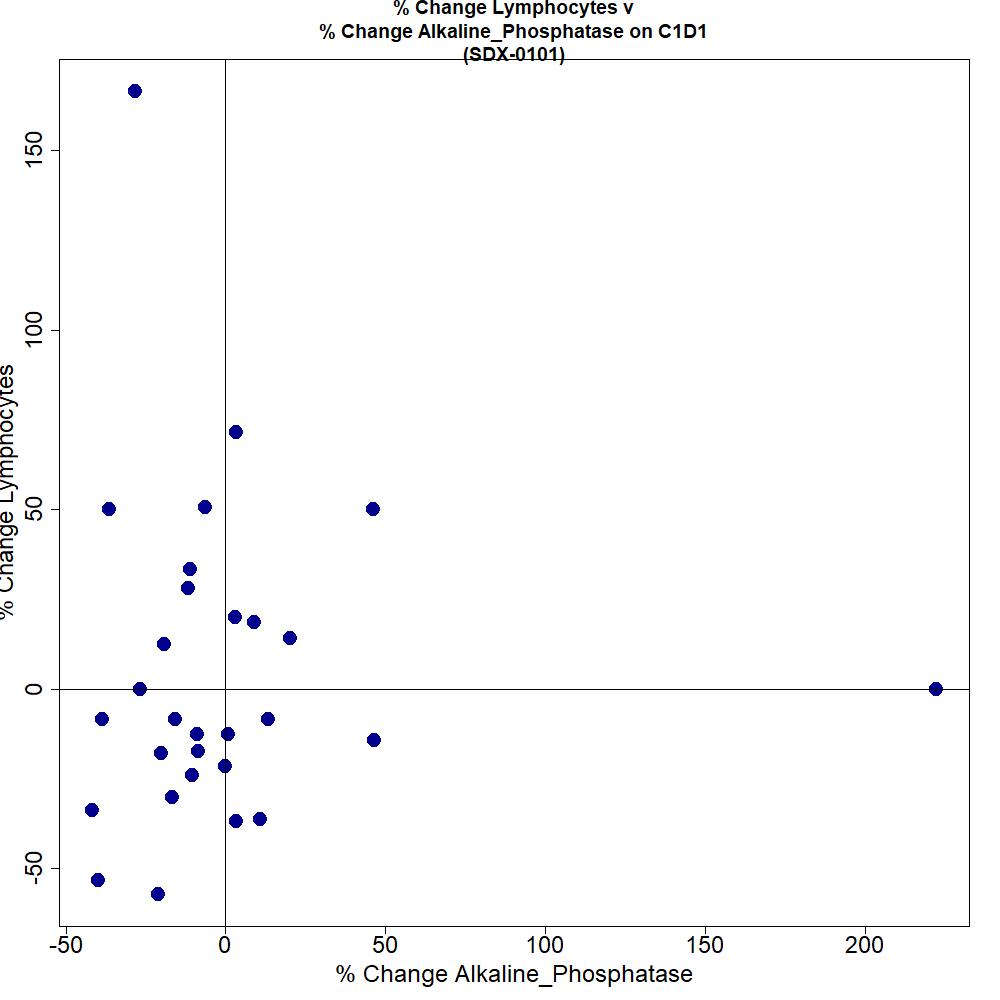 % Change Lymphocytes v
% Change Alkaline_Phosphatase on C1D1
(SDX-0101)
% Change Lymphocytes
150
100
50
0
-50
-50
0
50
100
150
200
% Change Alkaline_Phosphatase